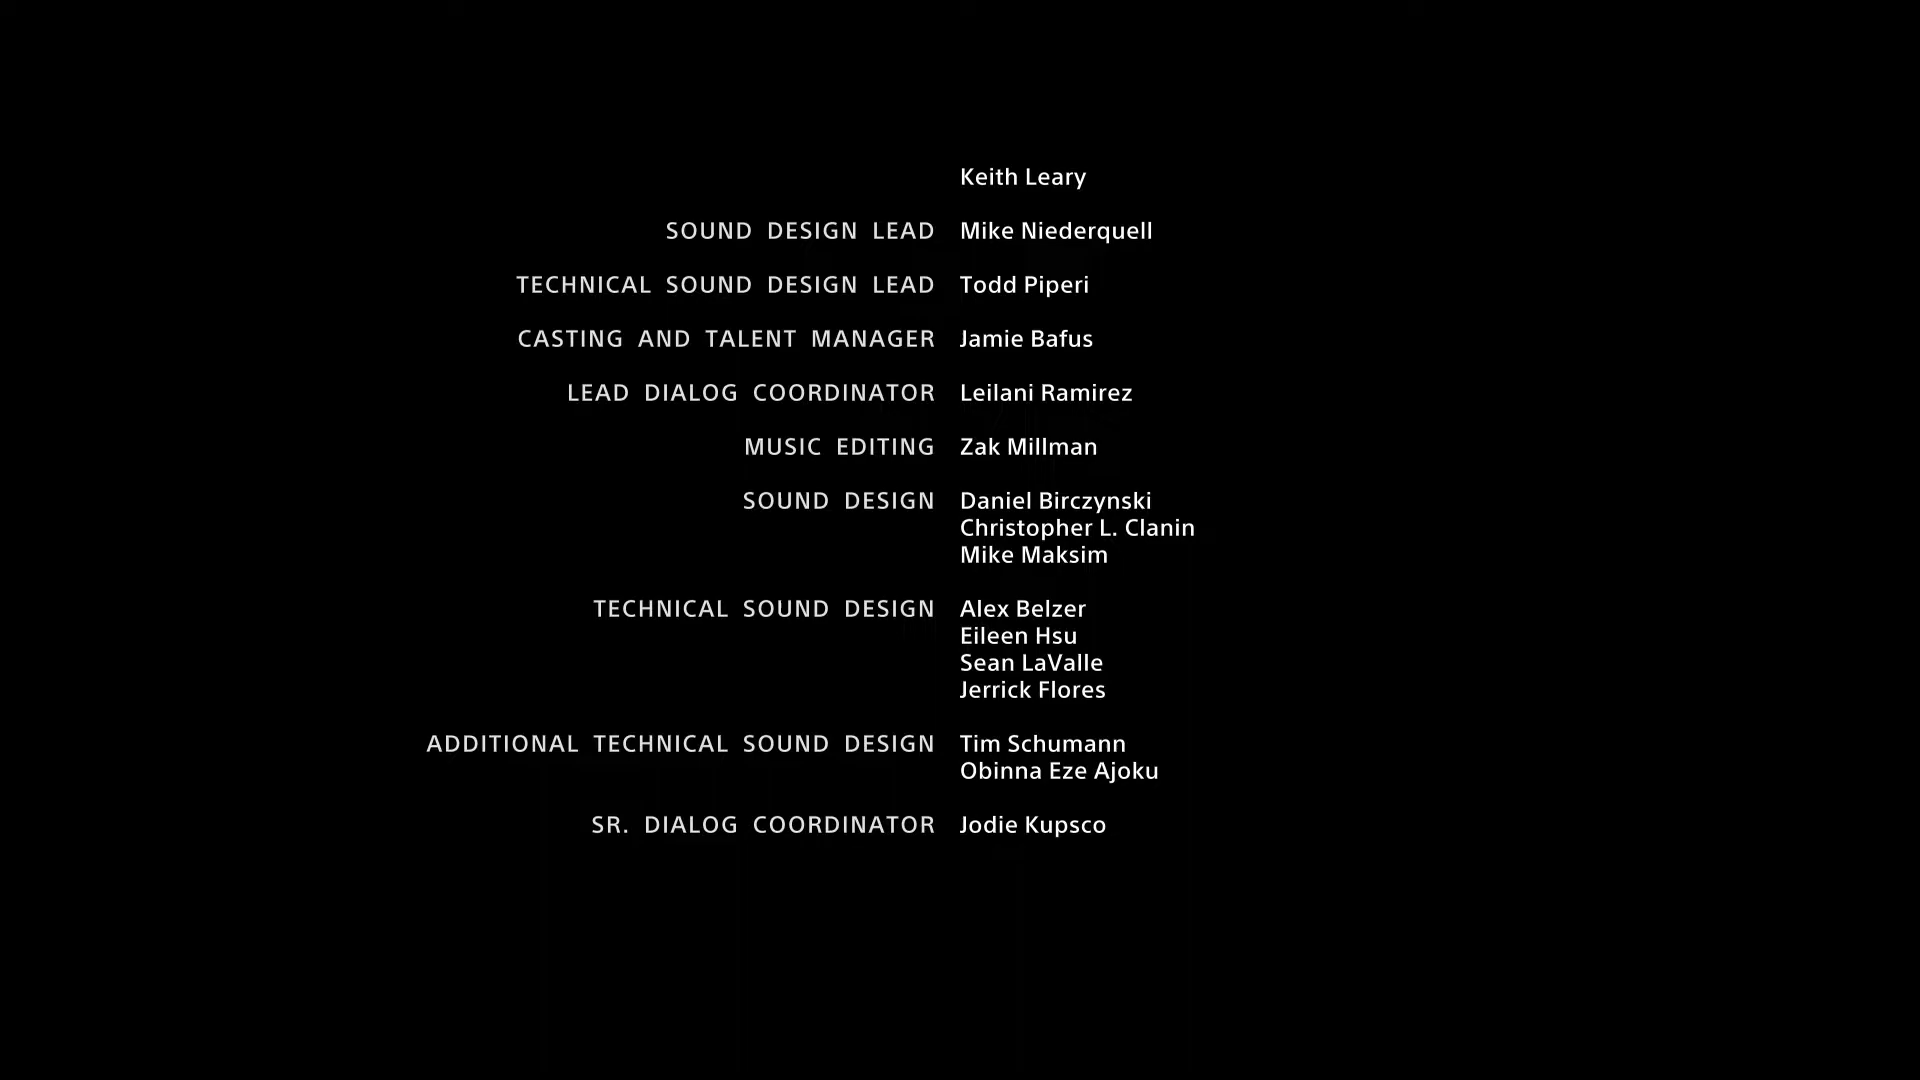 Keith Leary
SOUND DESIGN LEAD Mike Niederquell
TECHNICAL SOUND DESIGN LEAD Todd Piperi
CASTING AND TALENT MANAGER Jamie Bafus
LEAD DIALOG COORDINATOR Leilani Ramirez
MUSIC EDITING Zak Millman
SOUND DESIGN Daniel Birczynski
Christopher L. Clanin
Mike Maksim
TECHNICAL SOUND DESIGN Alex Belzer
Eileen Hsu
Sean LaValle
Jerrick Flores
ADDITIONAL TECHNICAL SOUND DESIGN Tim Schumann
Obinna Eze Ajoku
SR. DIALOG COORDINATOR Jodie Kupsco